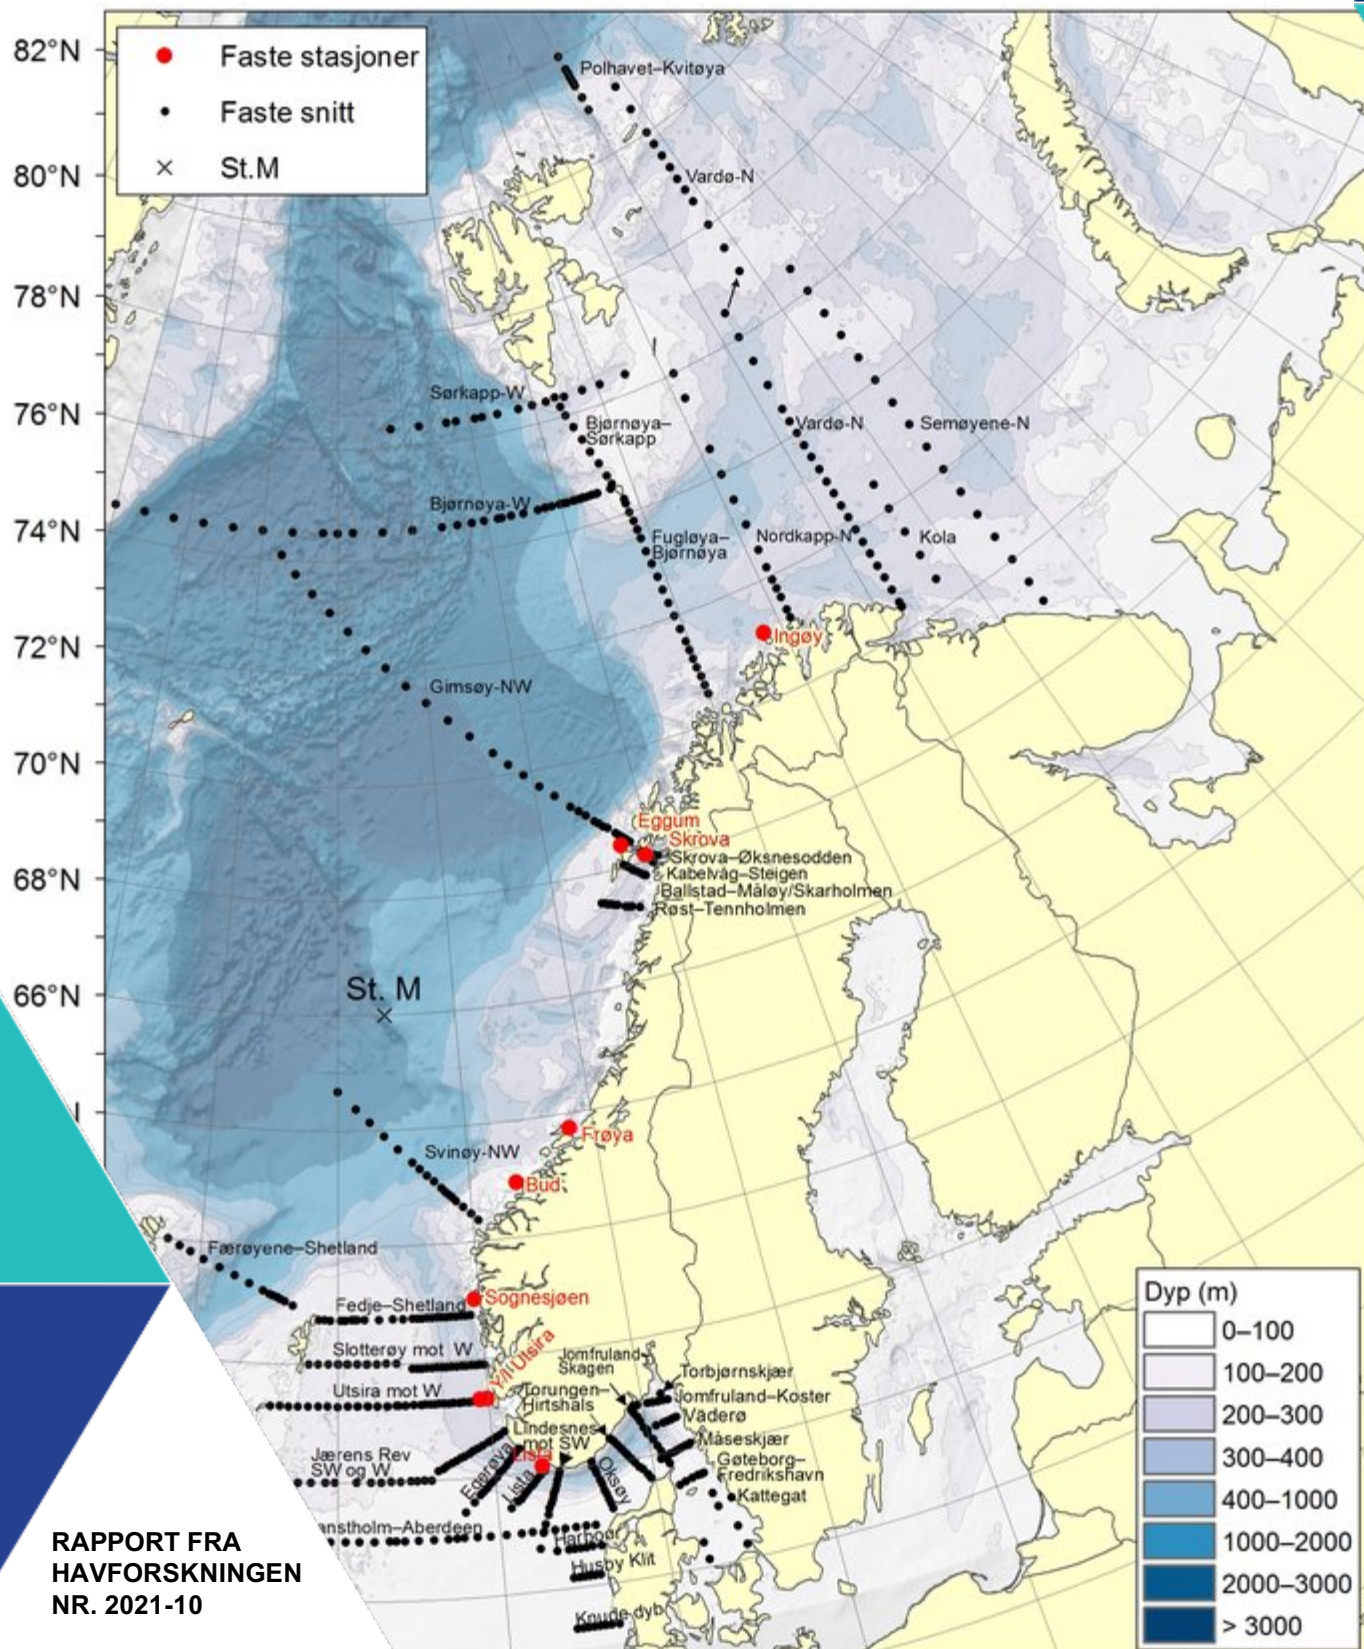 82°N
80°N
78°N
76°N
74°N
72°N
70°N
68°N
66°N
Faste stasjoner
Faste snitt
St.M
Polhavet–Kvitøya
Vardø-N
Sørkapp-W
Bjørnøya–
Sørkapp
Vardø-N
Semøyene-N
Bjørnøya-W
Fugløya–
Bjørnøya
Nordkapp-N
Kola
Ingøy
Gimsøy-NW
Eggum
Skrova
Skrova–Øksnesodden
Kabelvåg–Steigen
Ballstad–Måløy/Skarholmen
Røst–Tennholmen
St. M
Frøya
Svinøy-NW
Bud
Færøyene–Shetland
Sognesjøen
Fedje–Shetland
Slotterøy mot W
Y/I Utsira
Utsira mot W
Jomfruland–
Skagen
Torbjørnskjær
Torungen–
Hirtshals
Jomfruland–Koster
Väderø
Lindesnes
mot SW
Måseskjær
Jærens Rev
SW og W
Egerøya
Lista
Lista
Oksøy
Göteborg–
Fredrikshavn
Kattegat
anstholm–Aberdeen
Harboør
Husby Klit
Knude dyb
Dyp (m)
0–100
100–200
200–300
300–400
400–1000
1000–2000
2000–3000
> 3000
RAPPORT FRA
HAVFORSKNINGEN
NR. 2021-10